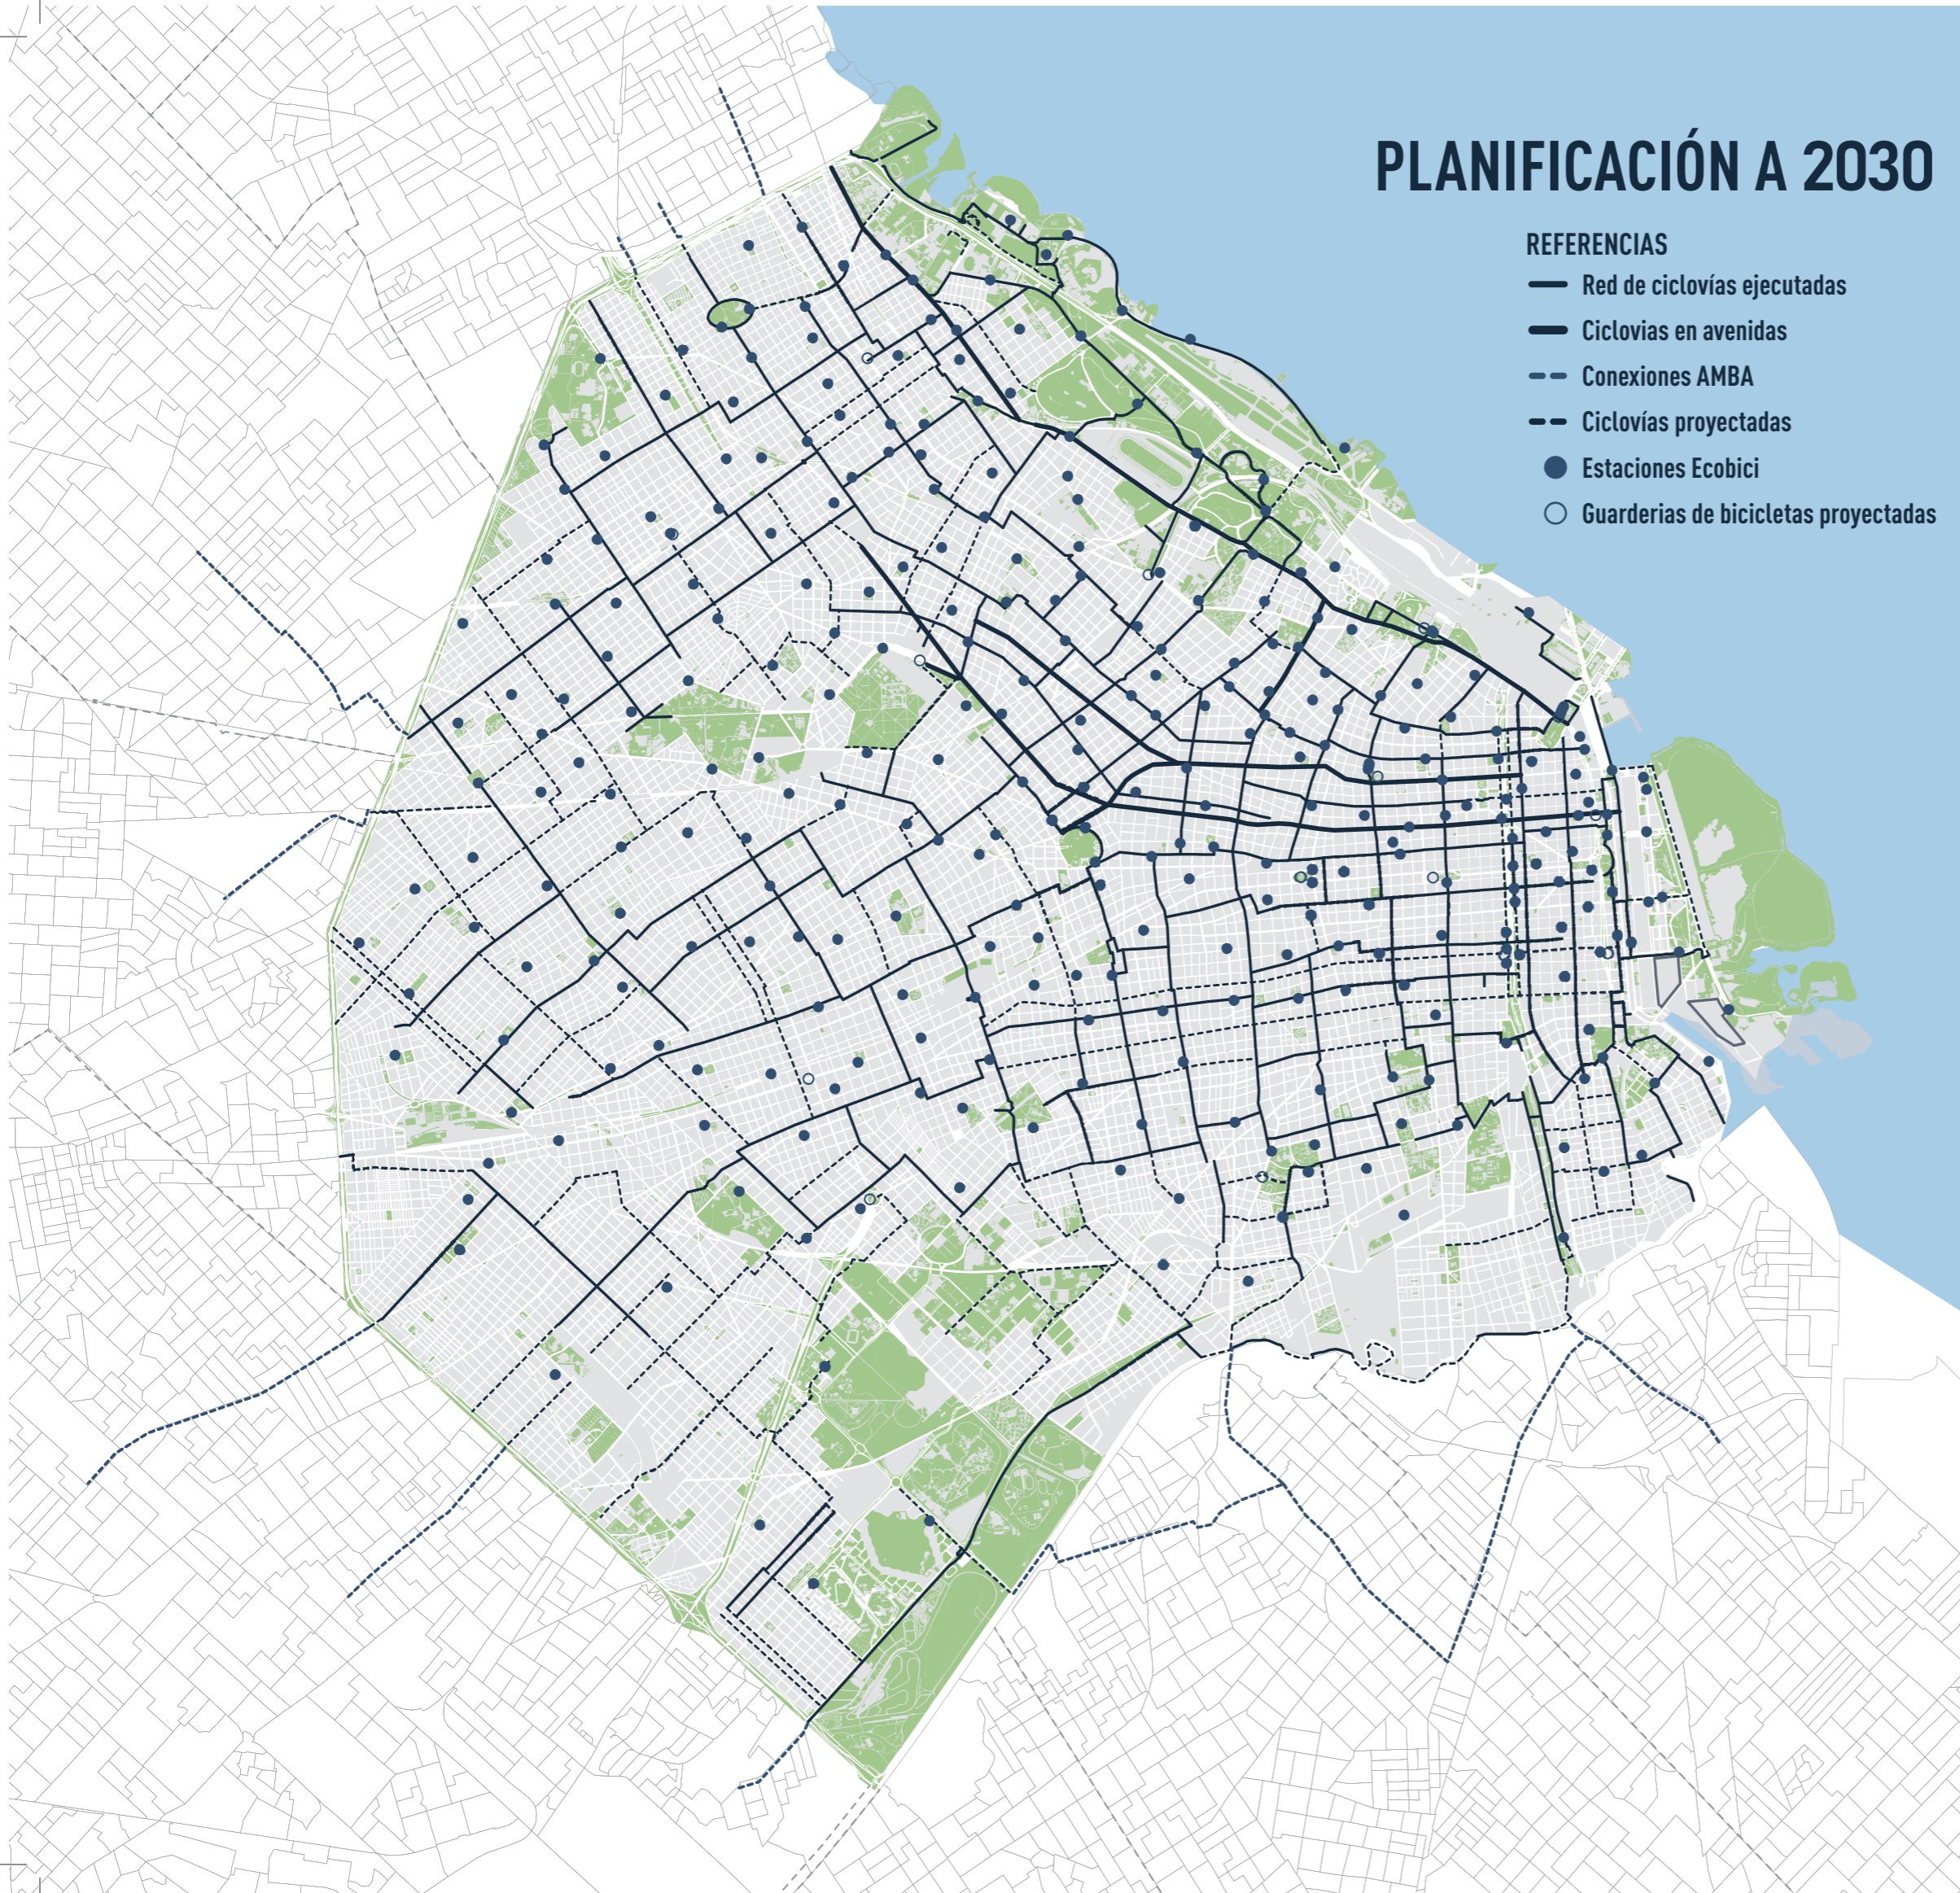 PLANIFICACIÓN A 2030
REFERENCIAS
Red de ciclovías ejecutadas
Ciclovias en avenidas
Conexiones AMBA
Ciclovías proyectadas
Estaciones Ecobici
Guarderias de bicicletas proyectadas